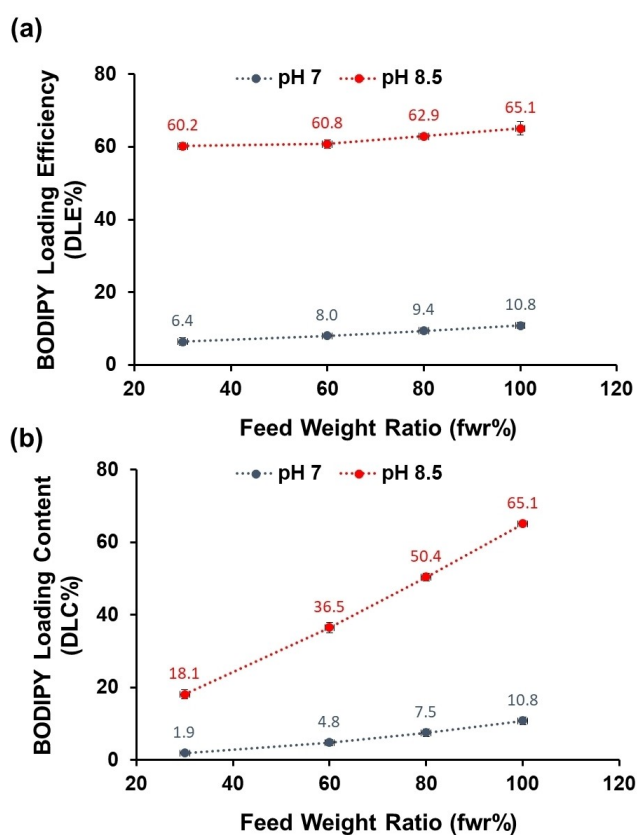 (a)
80
60
40
20
0
BODIPY Loading Efficiency
(DLE%)
pH 7 pH 8.5
60.2 60.8 62.9 65.1
6.4 8.0 9.4 10.8
20 40 60 80 100 120
Feed Weight Ratio (fwr%)
(b)
80
60
40
20
0
BODIPY Loading Content
(DLC%)
pH 7 pH 8.5
18.1 36.5 50.4 65.1
1.9 4.8 7.5 10.8
20 40 60 80 100 120
Feed Weight Ratio (fwr%)